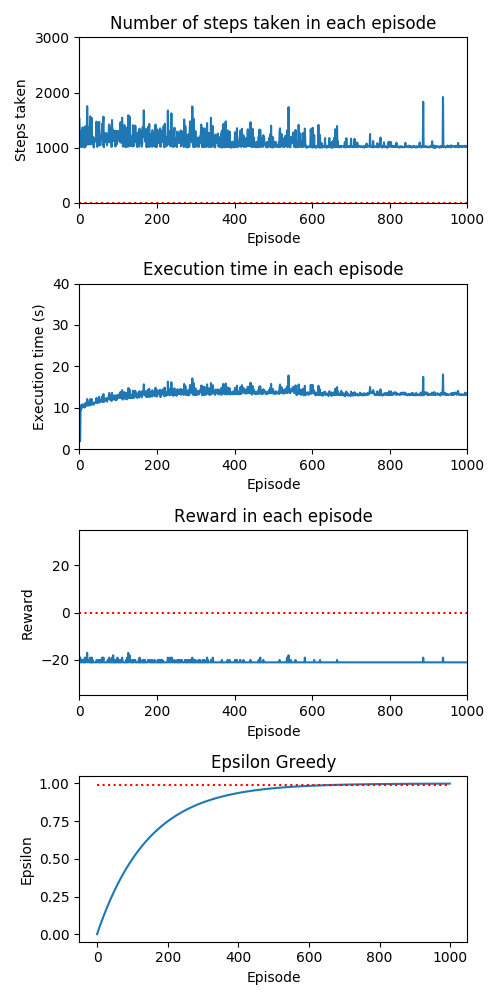 Number of steps taken in each episode
3000
2000
1000
0
Steps taken
0 200 400 600 800 1000
Episode
Execution time in each episode
40
30
20
10
0
Execution time (s)
0 200 400 600 800 1000
Episode
Reward in each episode
20
0
−20
Reward
0 200 400 600 800 1000
Episode
Epsilon Greedy
1.00
0.75
0.50
0.25
0.00
Epsilon
0 200 400 600 800 1000
Episode